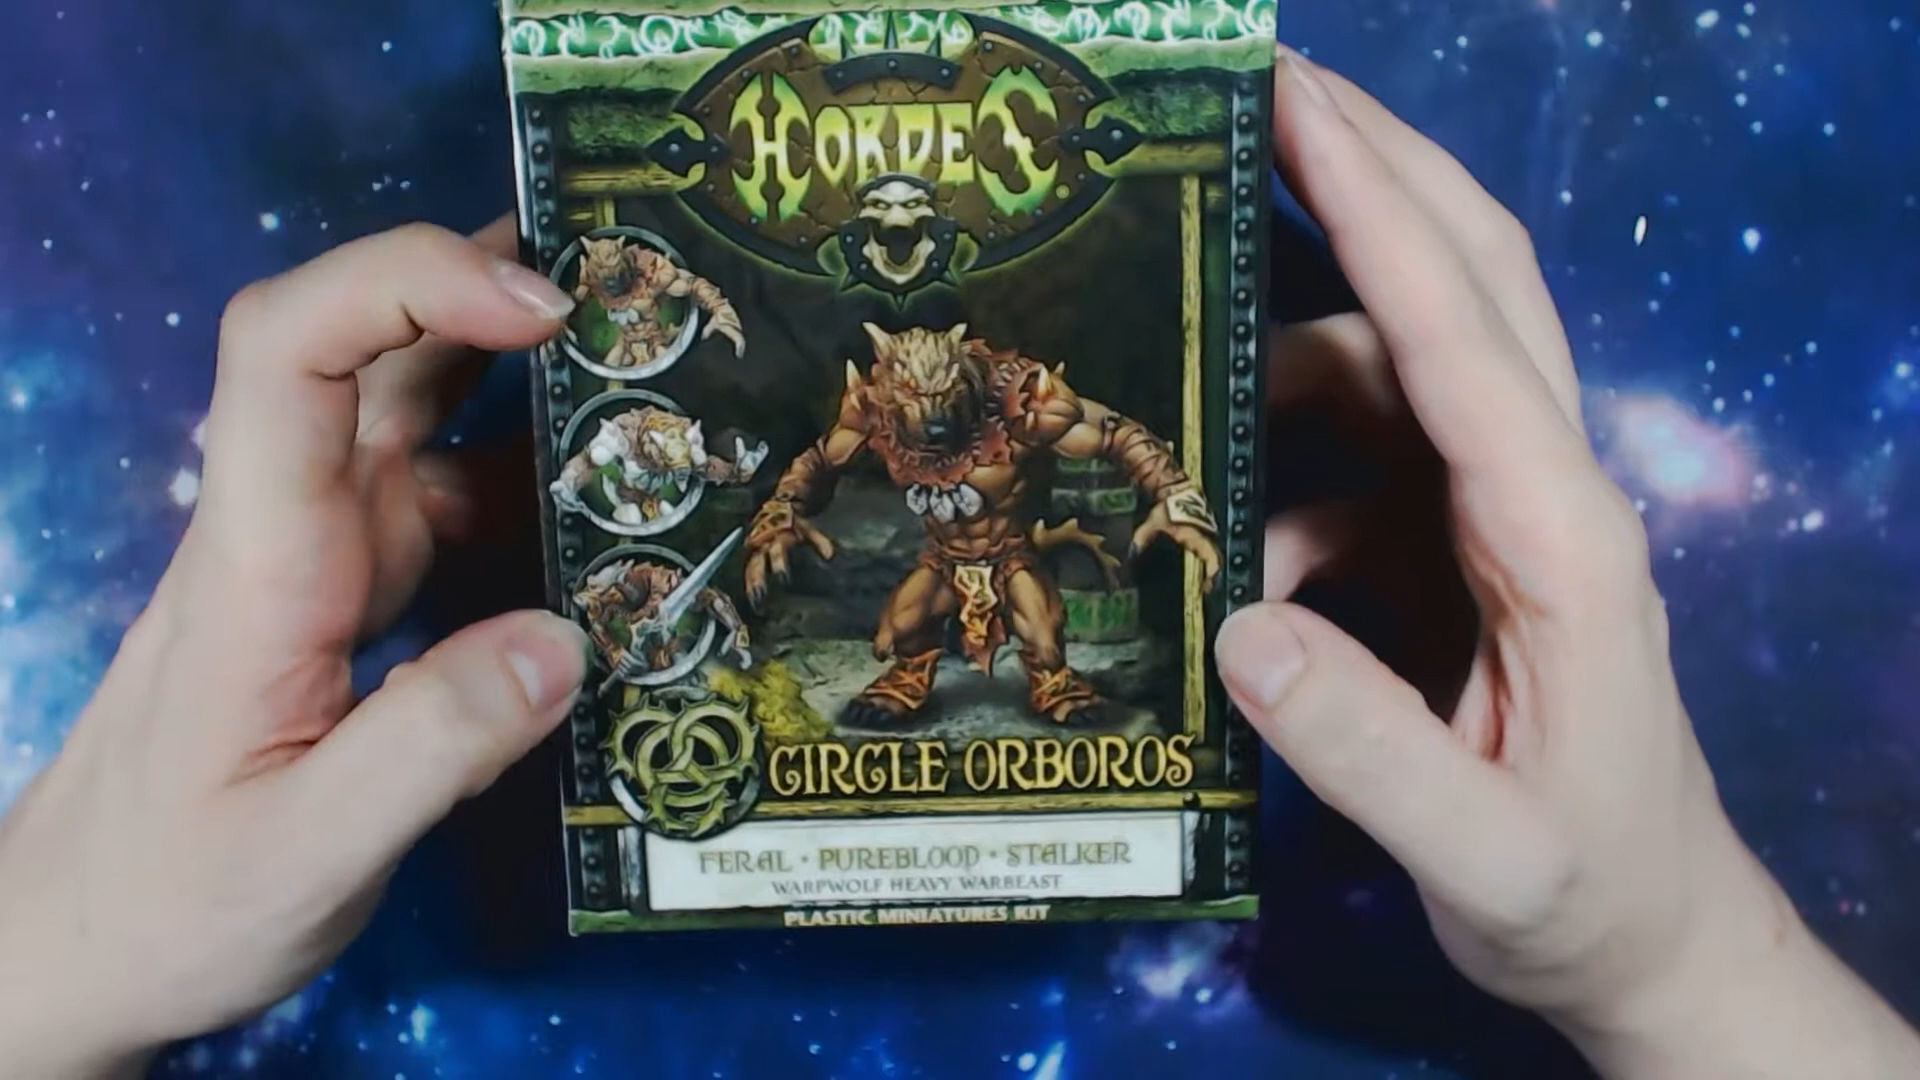 HORDES®
CIRCLE ORBOROS
FERAL • PUREBLOOD • STALKER
WARPWOLF HEAVY WARBEAST
PLASTIC MINIATURES KIT